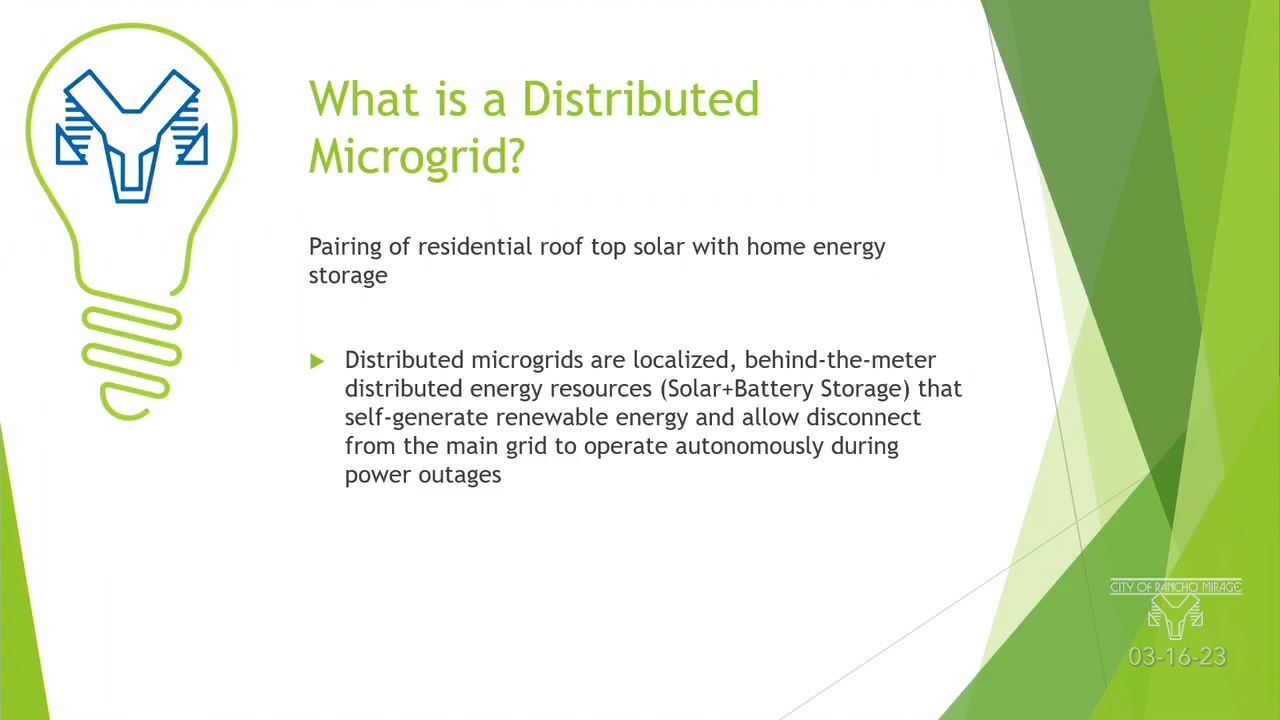 What is a Distributed
Microgrid?
Pairing of residential roof top solar with home energy
storage
Distributed microgrids are localized, behind-the-meter
distributed energy resources (Solar+Battery Storage) that
self-generate renewable energy and allow disconnect
from the main grid to operate autonomously during
power outages
CITY OF RANCHO MIRAGE
03-16-23